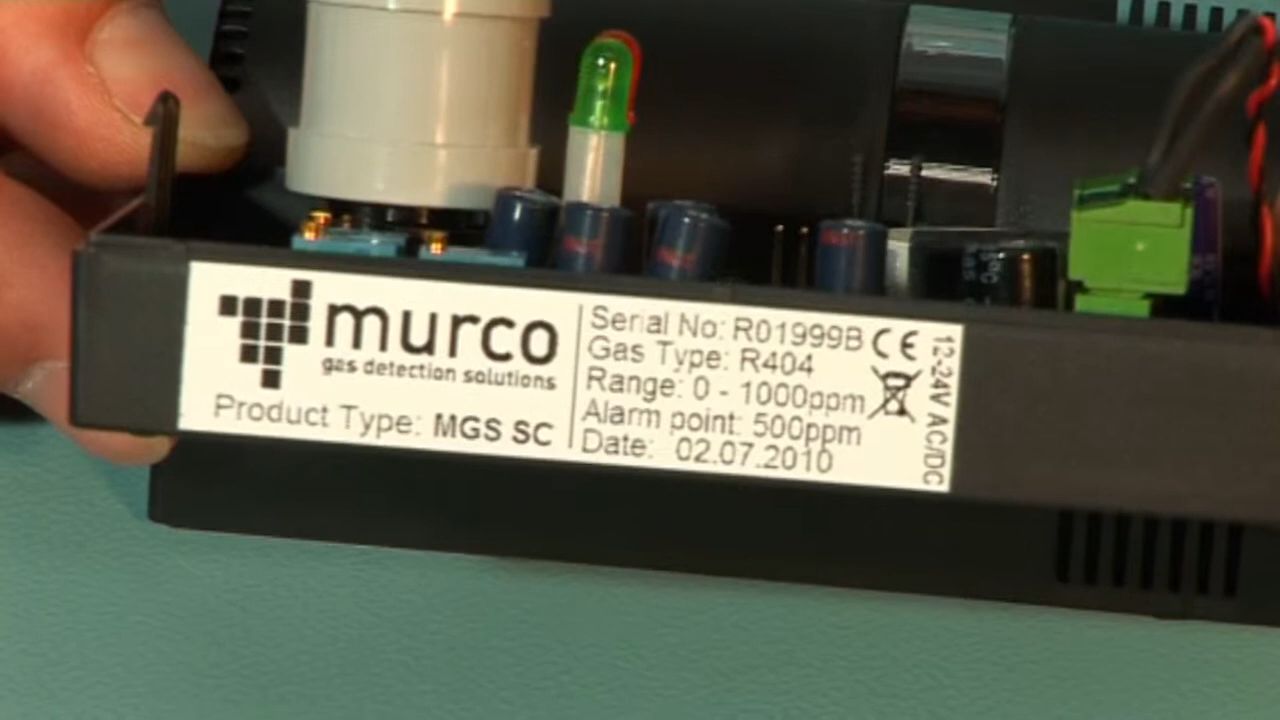 murco
gas detection solutions
Product Type: MGS SC
Serial No: R01999B
Gas Type: R404
Range: 0 - 1000ppm
Alarm point: 500ppm
Date: 02.07.2010
CE
12-24V AC/DC